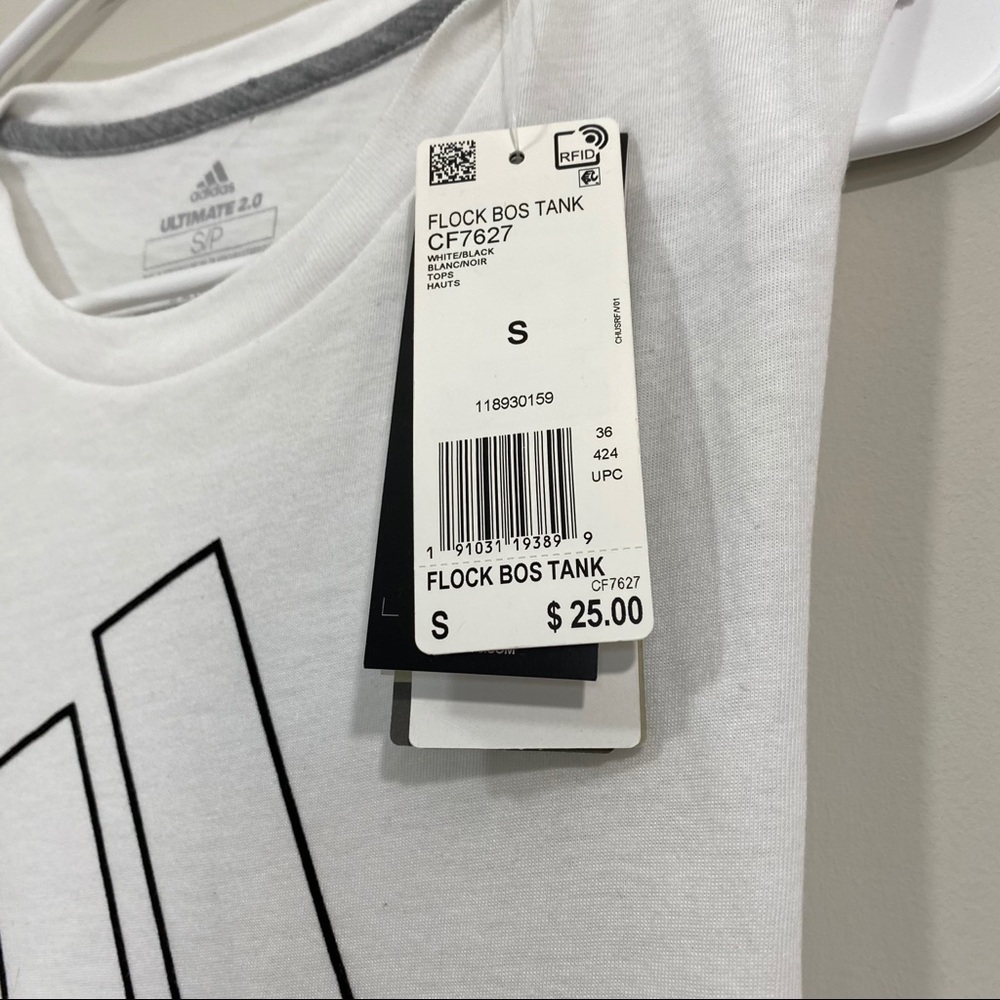 adidas
ULTIMATE 2.0
S/P
RFID
FLOCK BOS TANK
CF7627
WHITE/BLACK
BLANC/NOIR
TOPS
HAUTS
CHUSRF/V01
S
118930159
36
424
UPC
1 91031 19389 9
FLOCK BOS TANK
CF7627
S $ 25.00
.COM